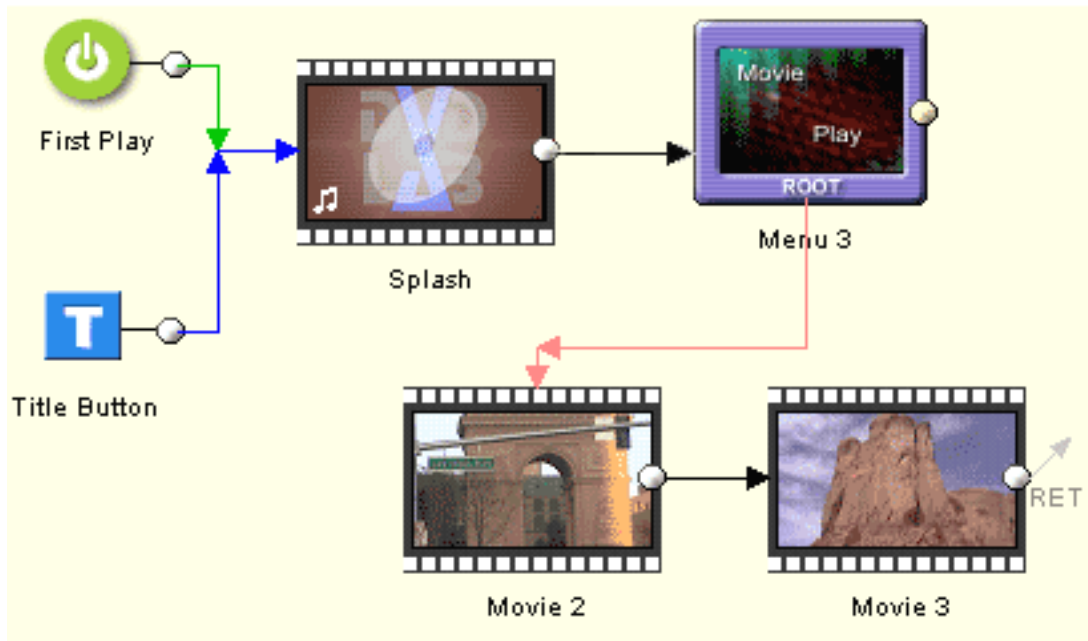 First Play
Movie
Play
ROOT
Menu 3
Splash
T
Title Button
RET
Movie 2
Movie 3